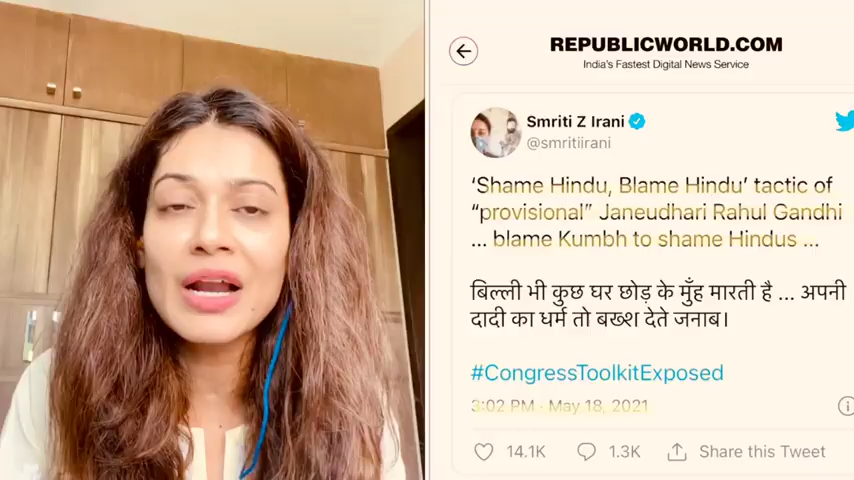 REPUBLICWORLD.COM
India's Fastest Digital News Service
Smriti Z Irani
@smritiirani
‘Shame Hindu, Blame Hindu’ tactic of
“provisional” Janeudhari Rahul Gandhi
... blame Kumbh to shame Hindus ...
बिल्ली भी कुछ घर छोड़ के मुँह मारती है ... अपनी
दादी का धर्म तो बख्श देते जनाब।
#CongressToolkitExposed
3:02 PM · May 18, 2021
14.1K 1.3K Share this Tweet